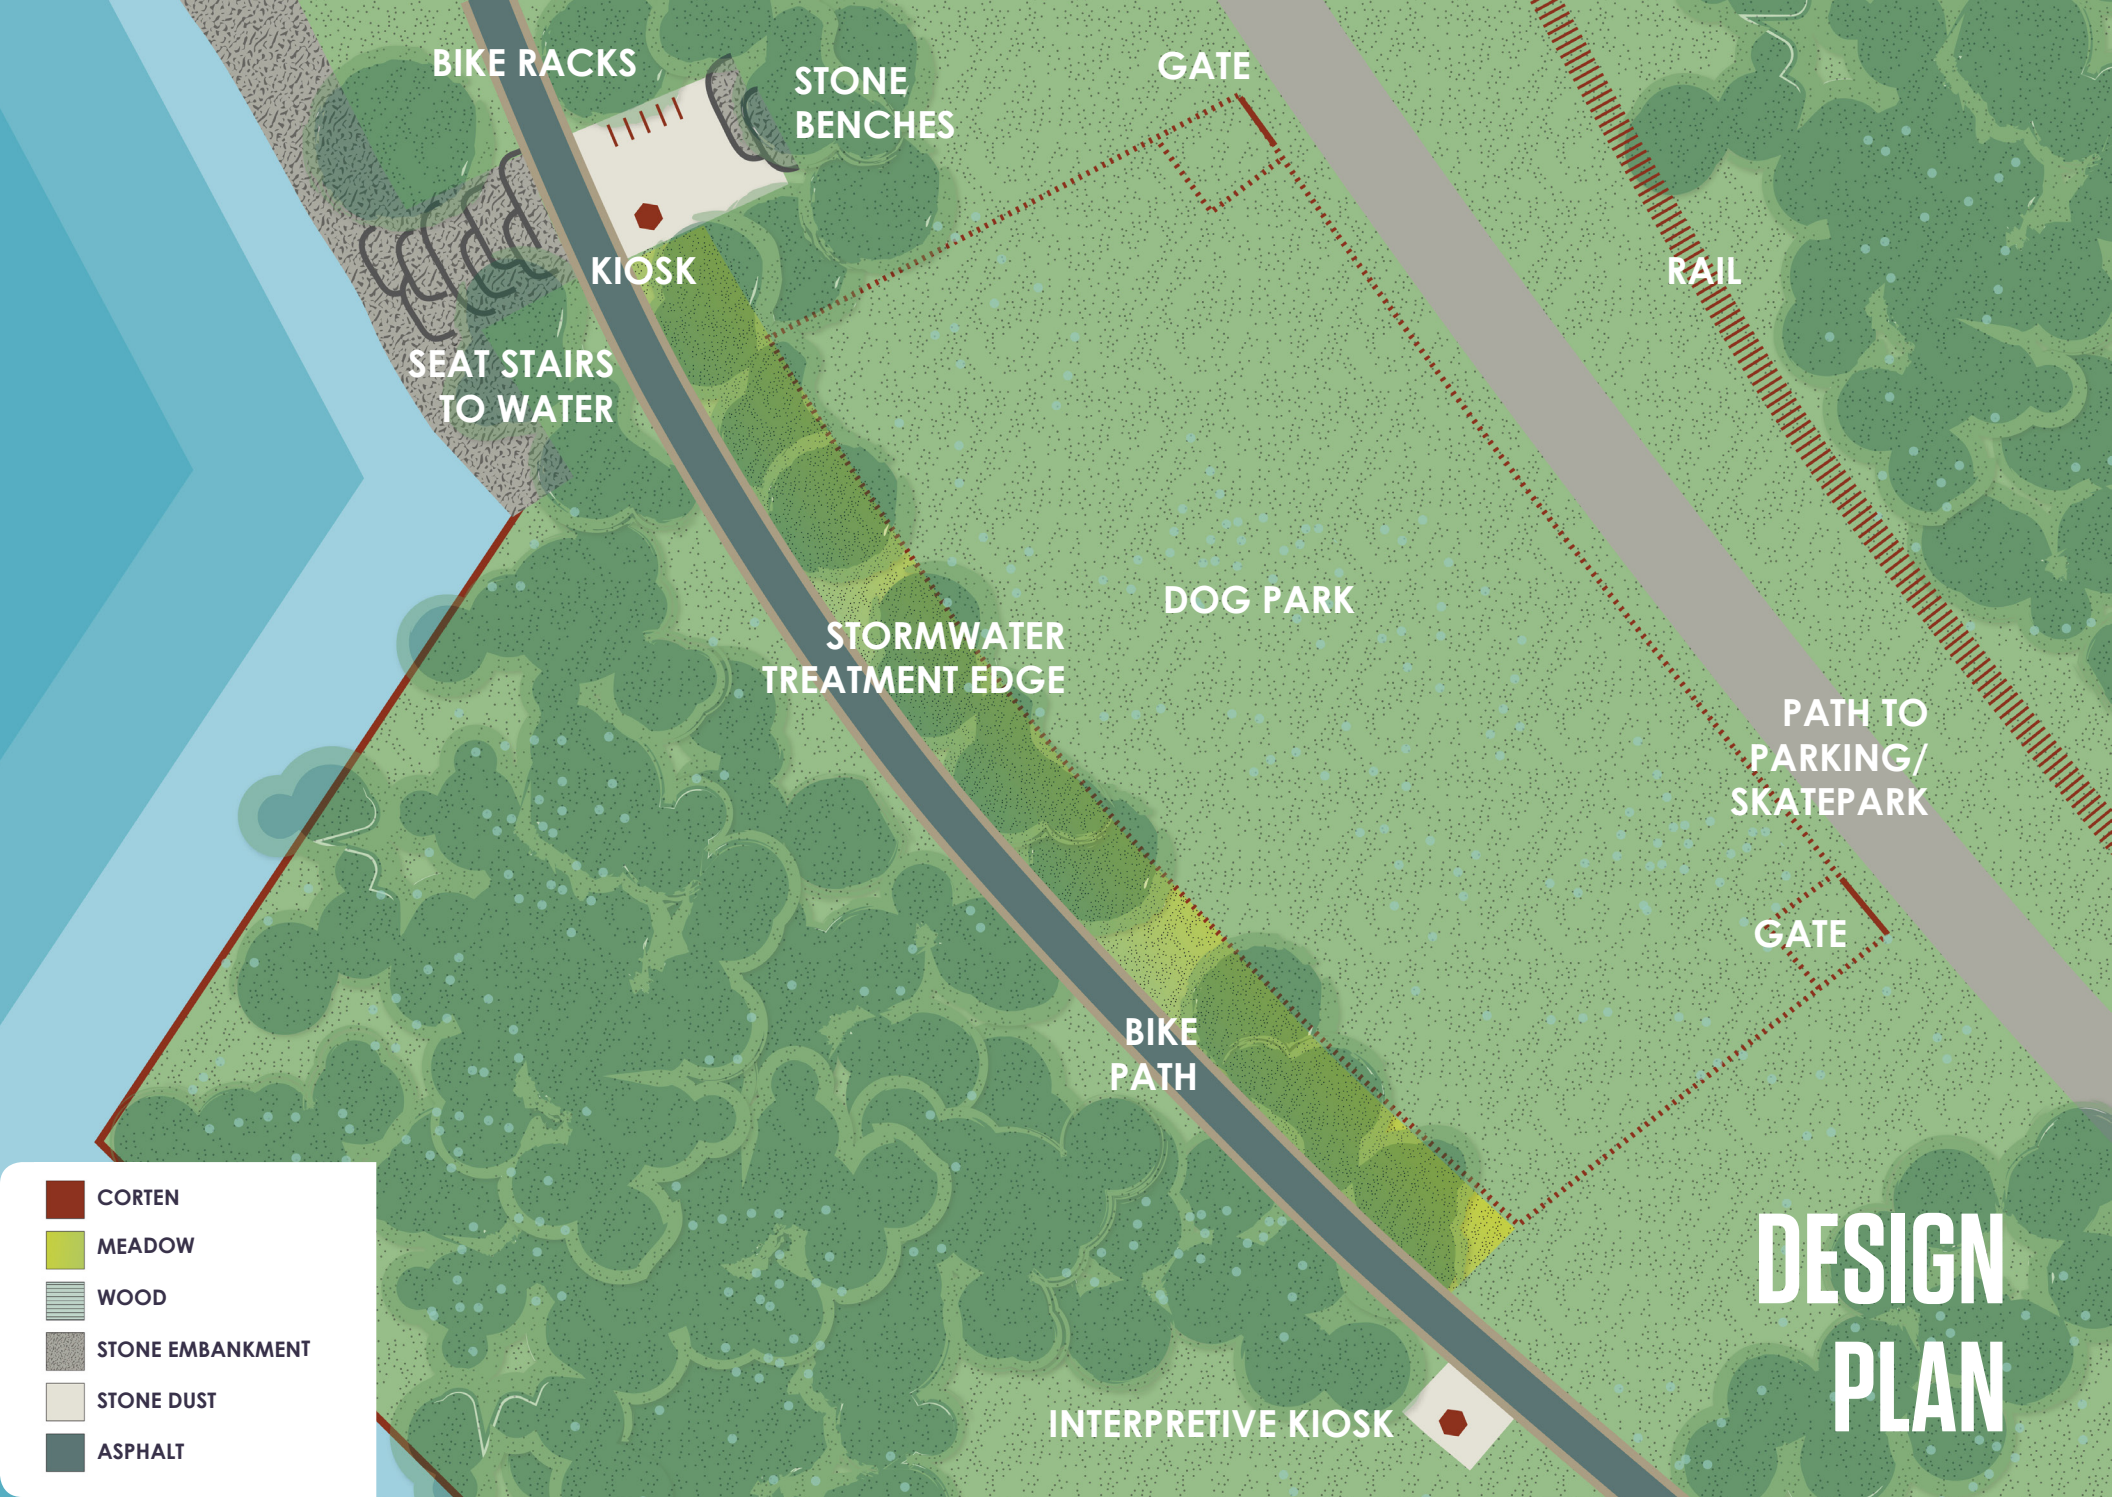 BIKE RACKS
STONE
BENCHES
GATE
KIOSK
RAIL
SEAT STAIRS
TO WATER
DOG PARK
STORMWATER
TREATMENT EDGE
PATH TO
PARKING/
SKATEPARK
GATE
BIKE
PATH
INTERPRETIVE KIOSK
DESIGN
PLAN
CORTEN
MEADOW
WOOD
STONE EMBANKMENT
STONE DUST
ASPHALT